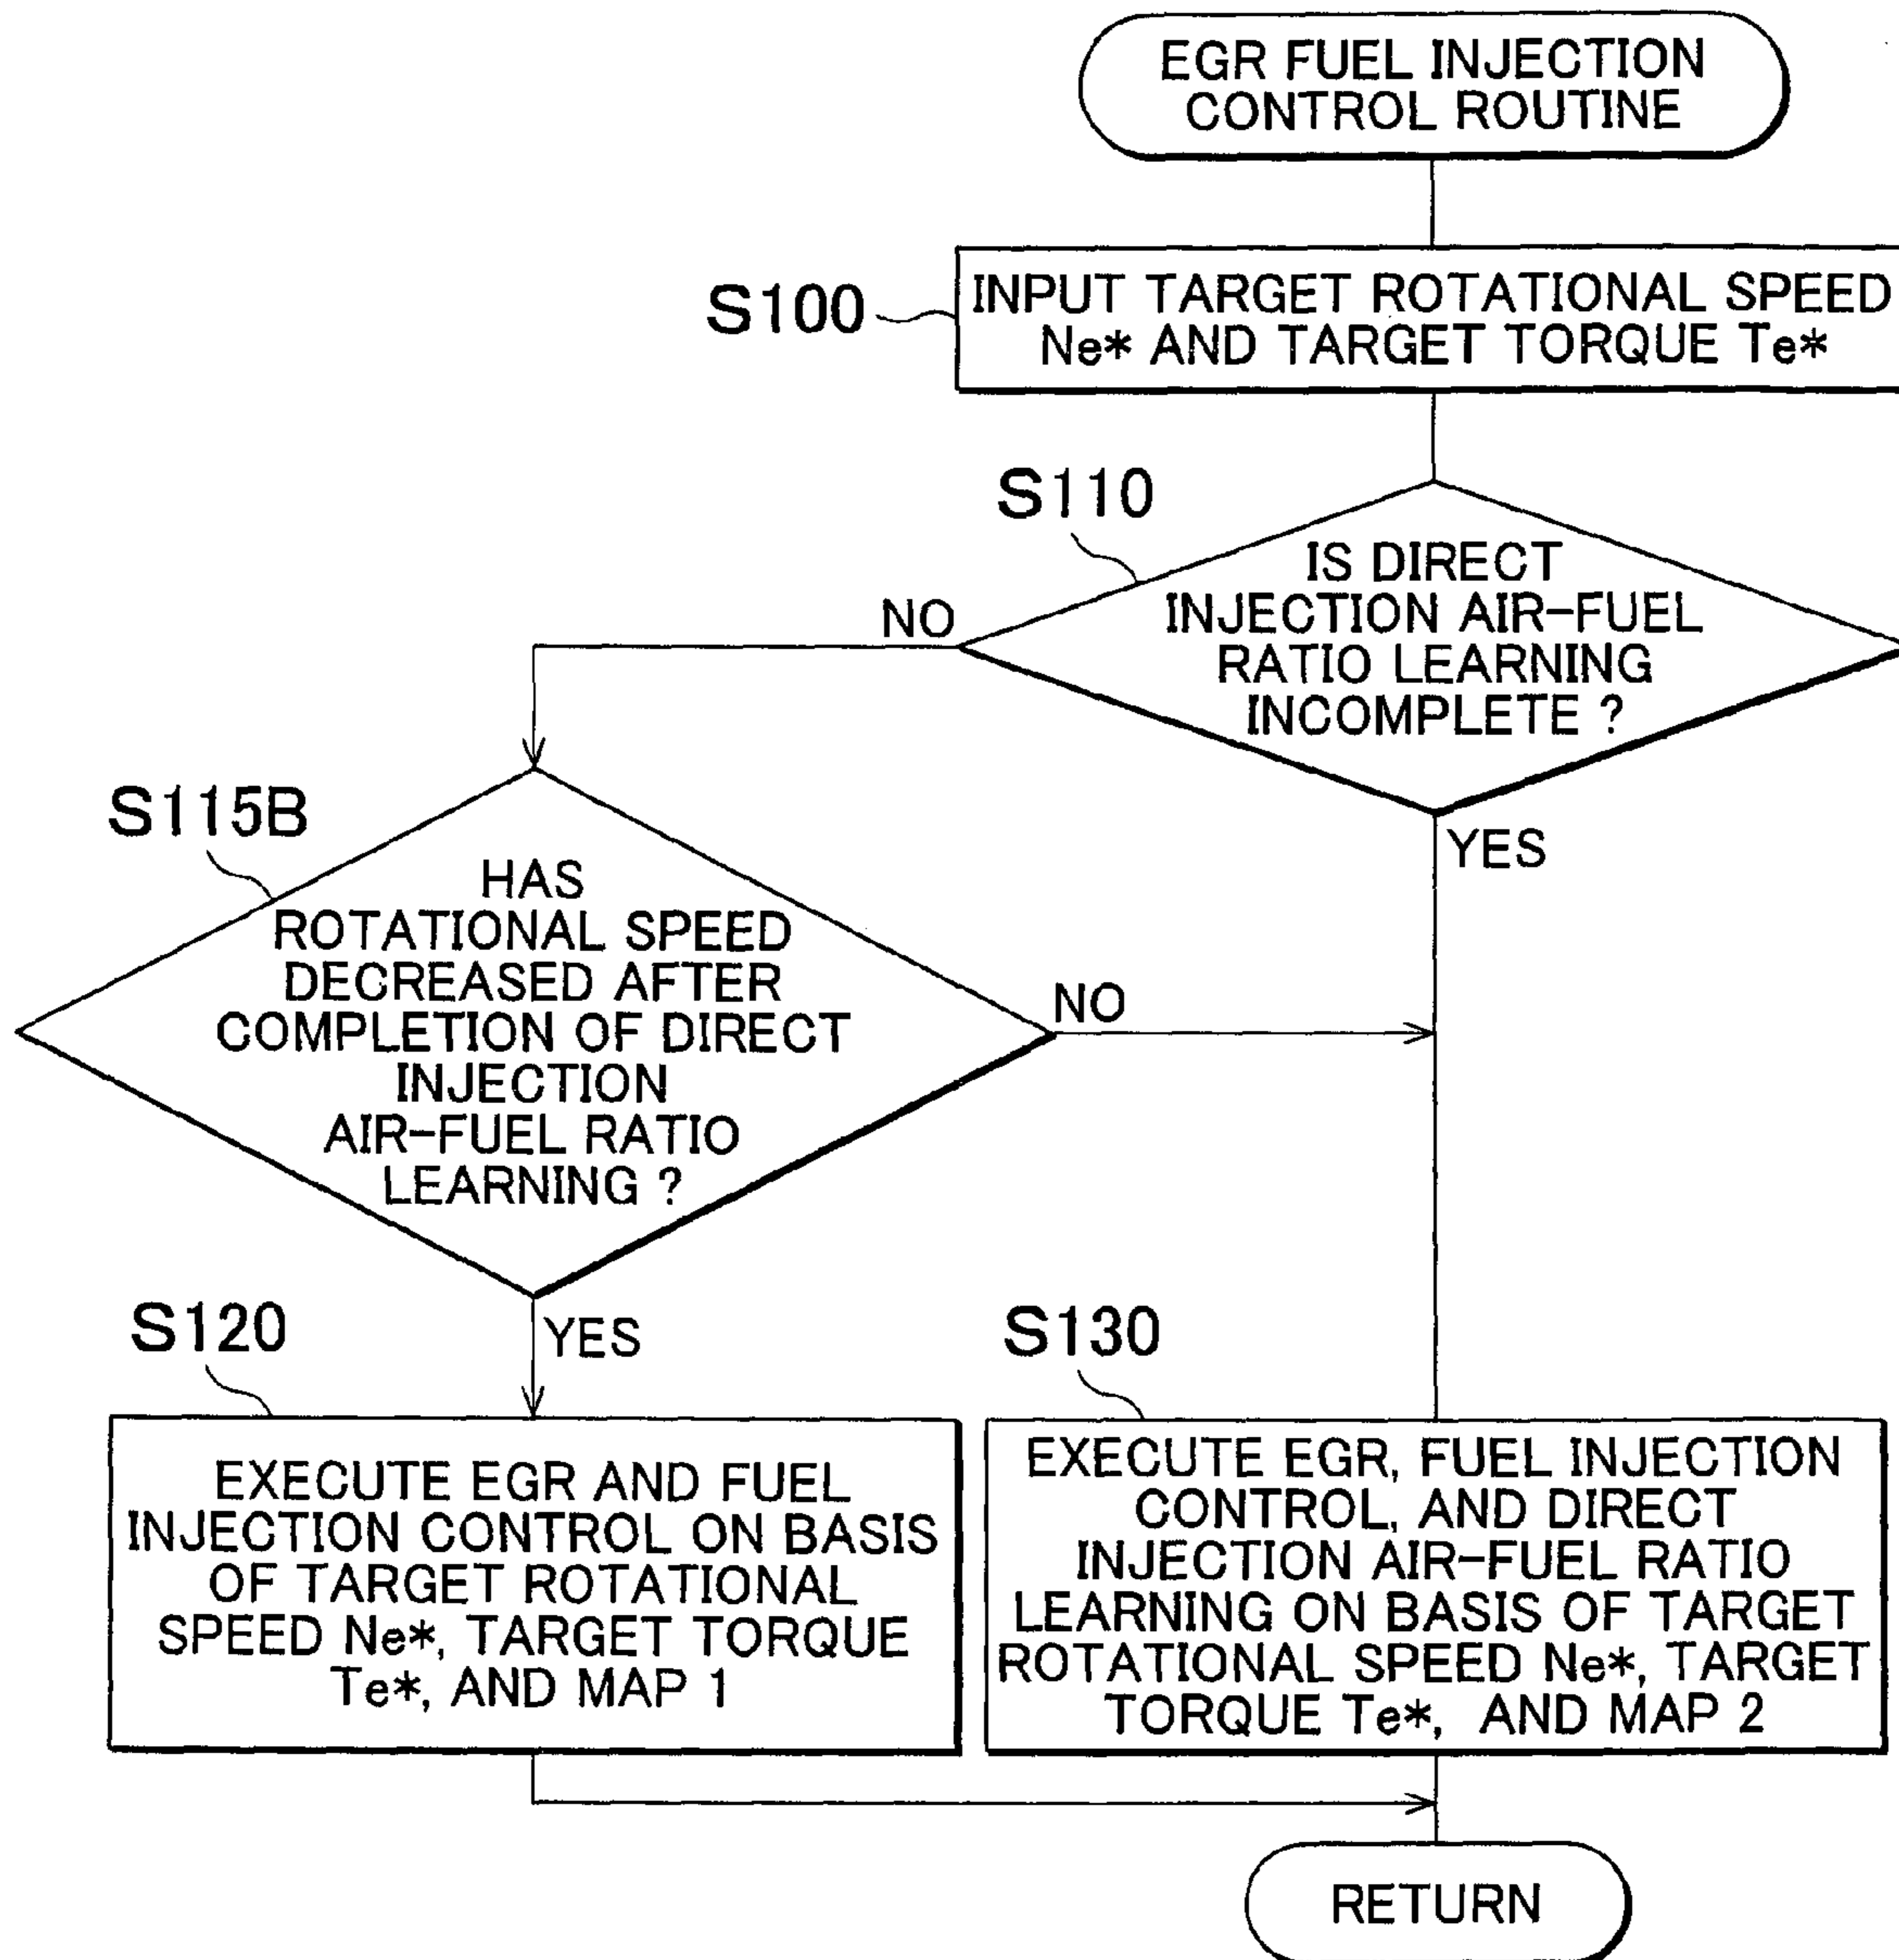 EGR FUEL INJECTION
CONTROL ROUTINE
S100
INPUT TARGET ROTATIONAL SPEED
Ne* AND TARGET TORQUE Te*
S110
IS DIRECT
INJECTION AIR-FUEL
RATIO LEARNING
INCOMPLETE ?
NO
YES
S115B
HAS
ROTATIONAL SPEED
DECREASED AFTER
COMPLETION OF DIRECT
INJECTION
AIR-FUEL RATIO
LEARNING ?
NO
YES
S120
EXECUTE EGR AND FUEL
INJECTION CONTROL ON BASIS
OF TARGET ROTATIONAL
SPEED Ne*, TARGET TORQUE
Te*, AND MAP 1
S130
EXECUTE EGR, FUEL INJECTION
CONTROL, AND DIRECT
INJECTION AIR-FUEL RATIO
LEARNING ON BASIS OF TARGET
ROTATIONAL SPEED Ne*, TARGET
TORQUE Te*, AND MAP 2
RETURN